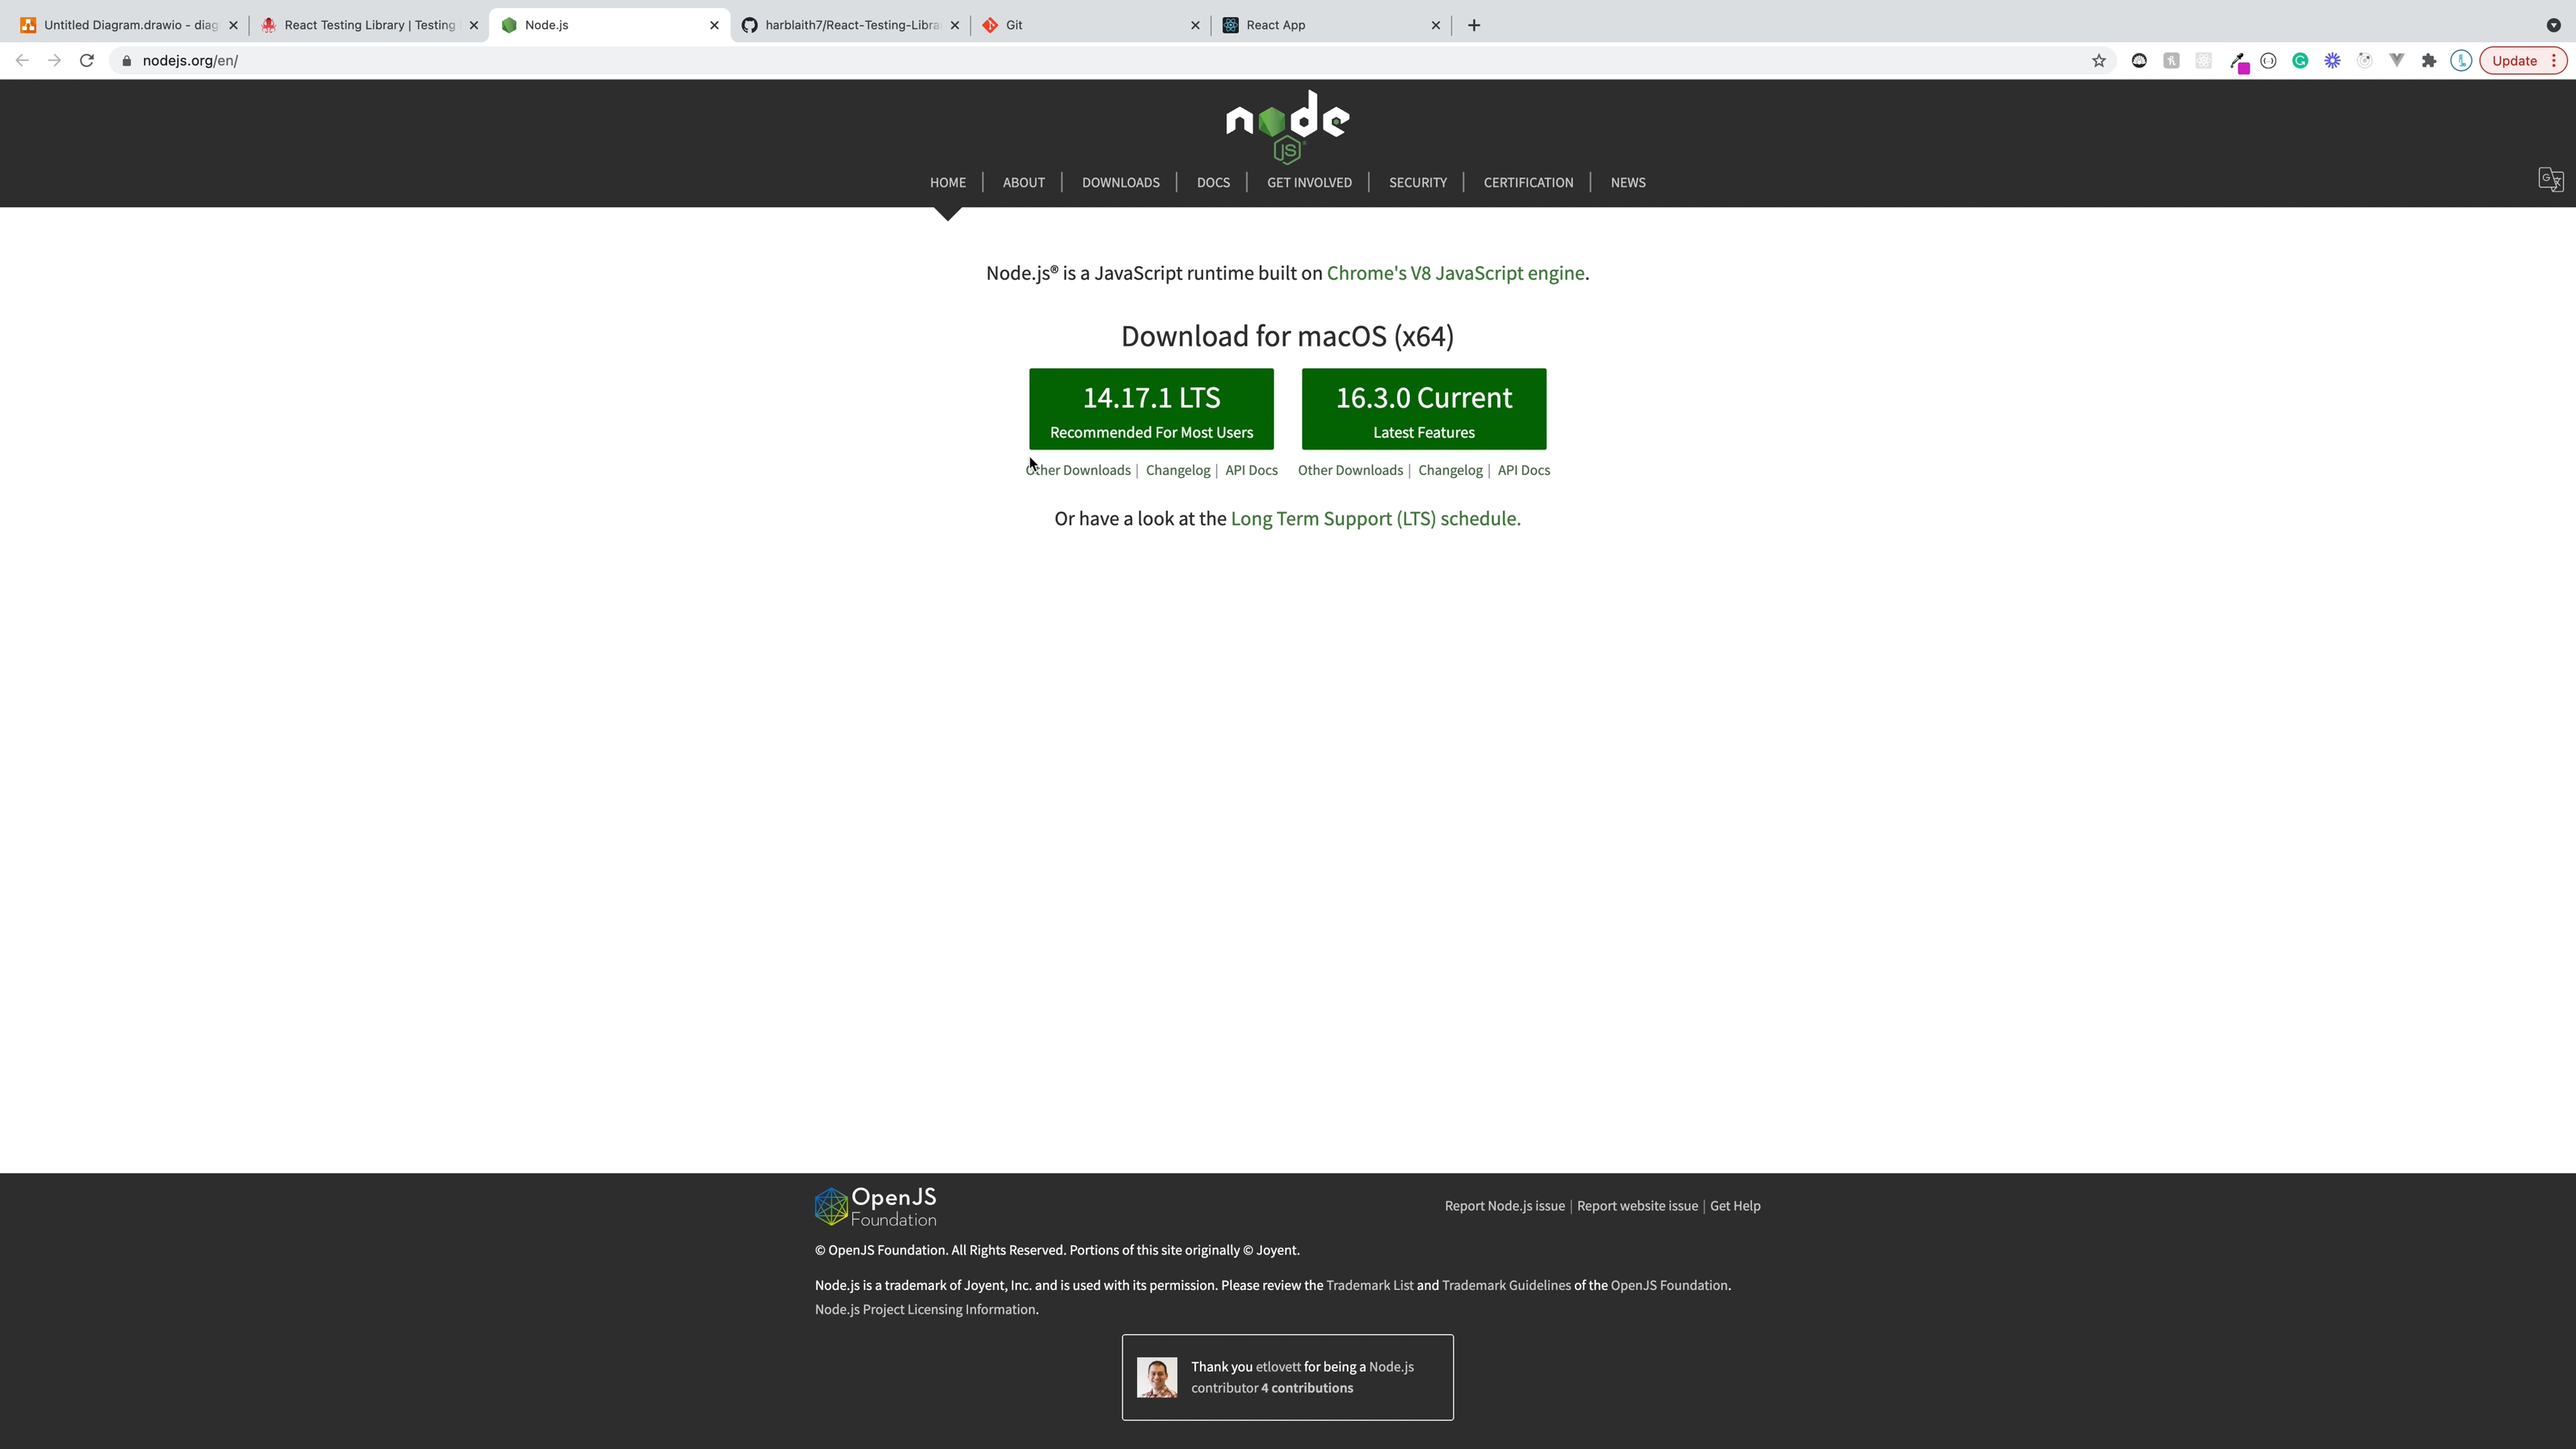 Untitled Diagram.drawio - diag
React Testing Library | Testing
Node.js
harblaith7/React-Testing-Libra
Git
React App
nodejs.org/en/
Update
node
JS
HOME
ABOUT
DOWNLOADS
DOCS
GET INVOLVED
SECURITY
CERTIFICATION
NEWS
Node.js® is a JavaScript runtime built on Chrome's V8 JavaScript engine.
Download for macOS (x64)
14.17.1 LTS
Recommended For Most Users
16.3.0 Current
Latest Features
Other Downloads | Changelog | API Docs
Other Downloads | Changelog | API Docs
Or have a look at the Long Term Support (LTS) schedule.
OpenJS
Foundation
Report Node.js issue | Report website issue | Get Help
© OpenJS Foundation. All Rights Reserved. Portions of this site originally © Joyent.
Node.js is a trademark of Joyent, Inc. and is used with its permission. Please review the Trademark List and Trademark Guidelines of the OpenJS Foundation.
Node.js Project Licensing Information.
Thank you etlovett for being a Node.js
contributor 4 contributions